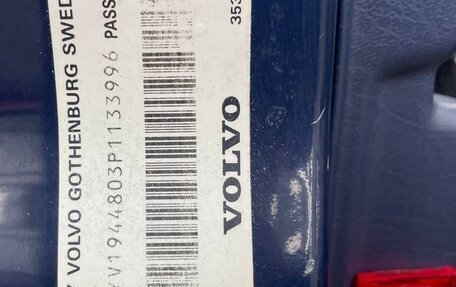 Y VOLVO GOTHENBURG SWED
YV1944803P1133996 PASS
353
VOLVO